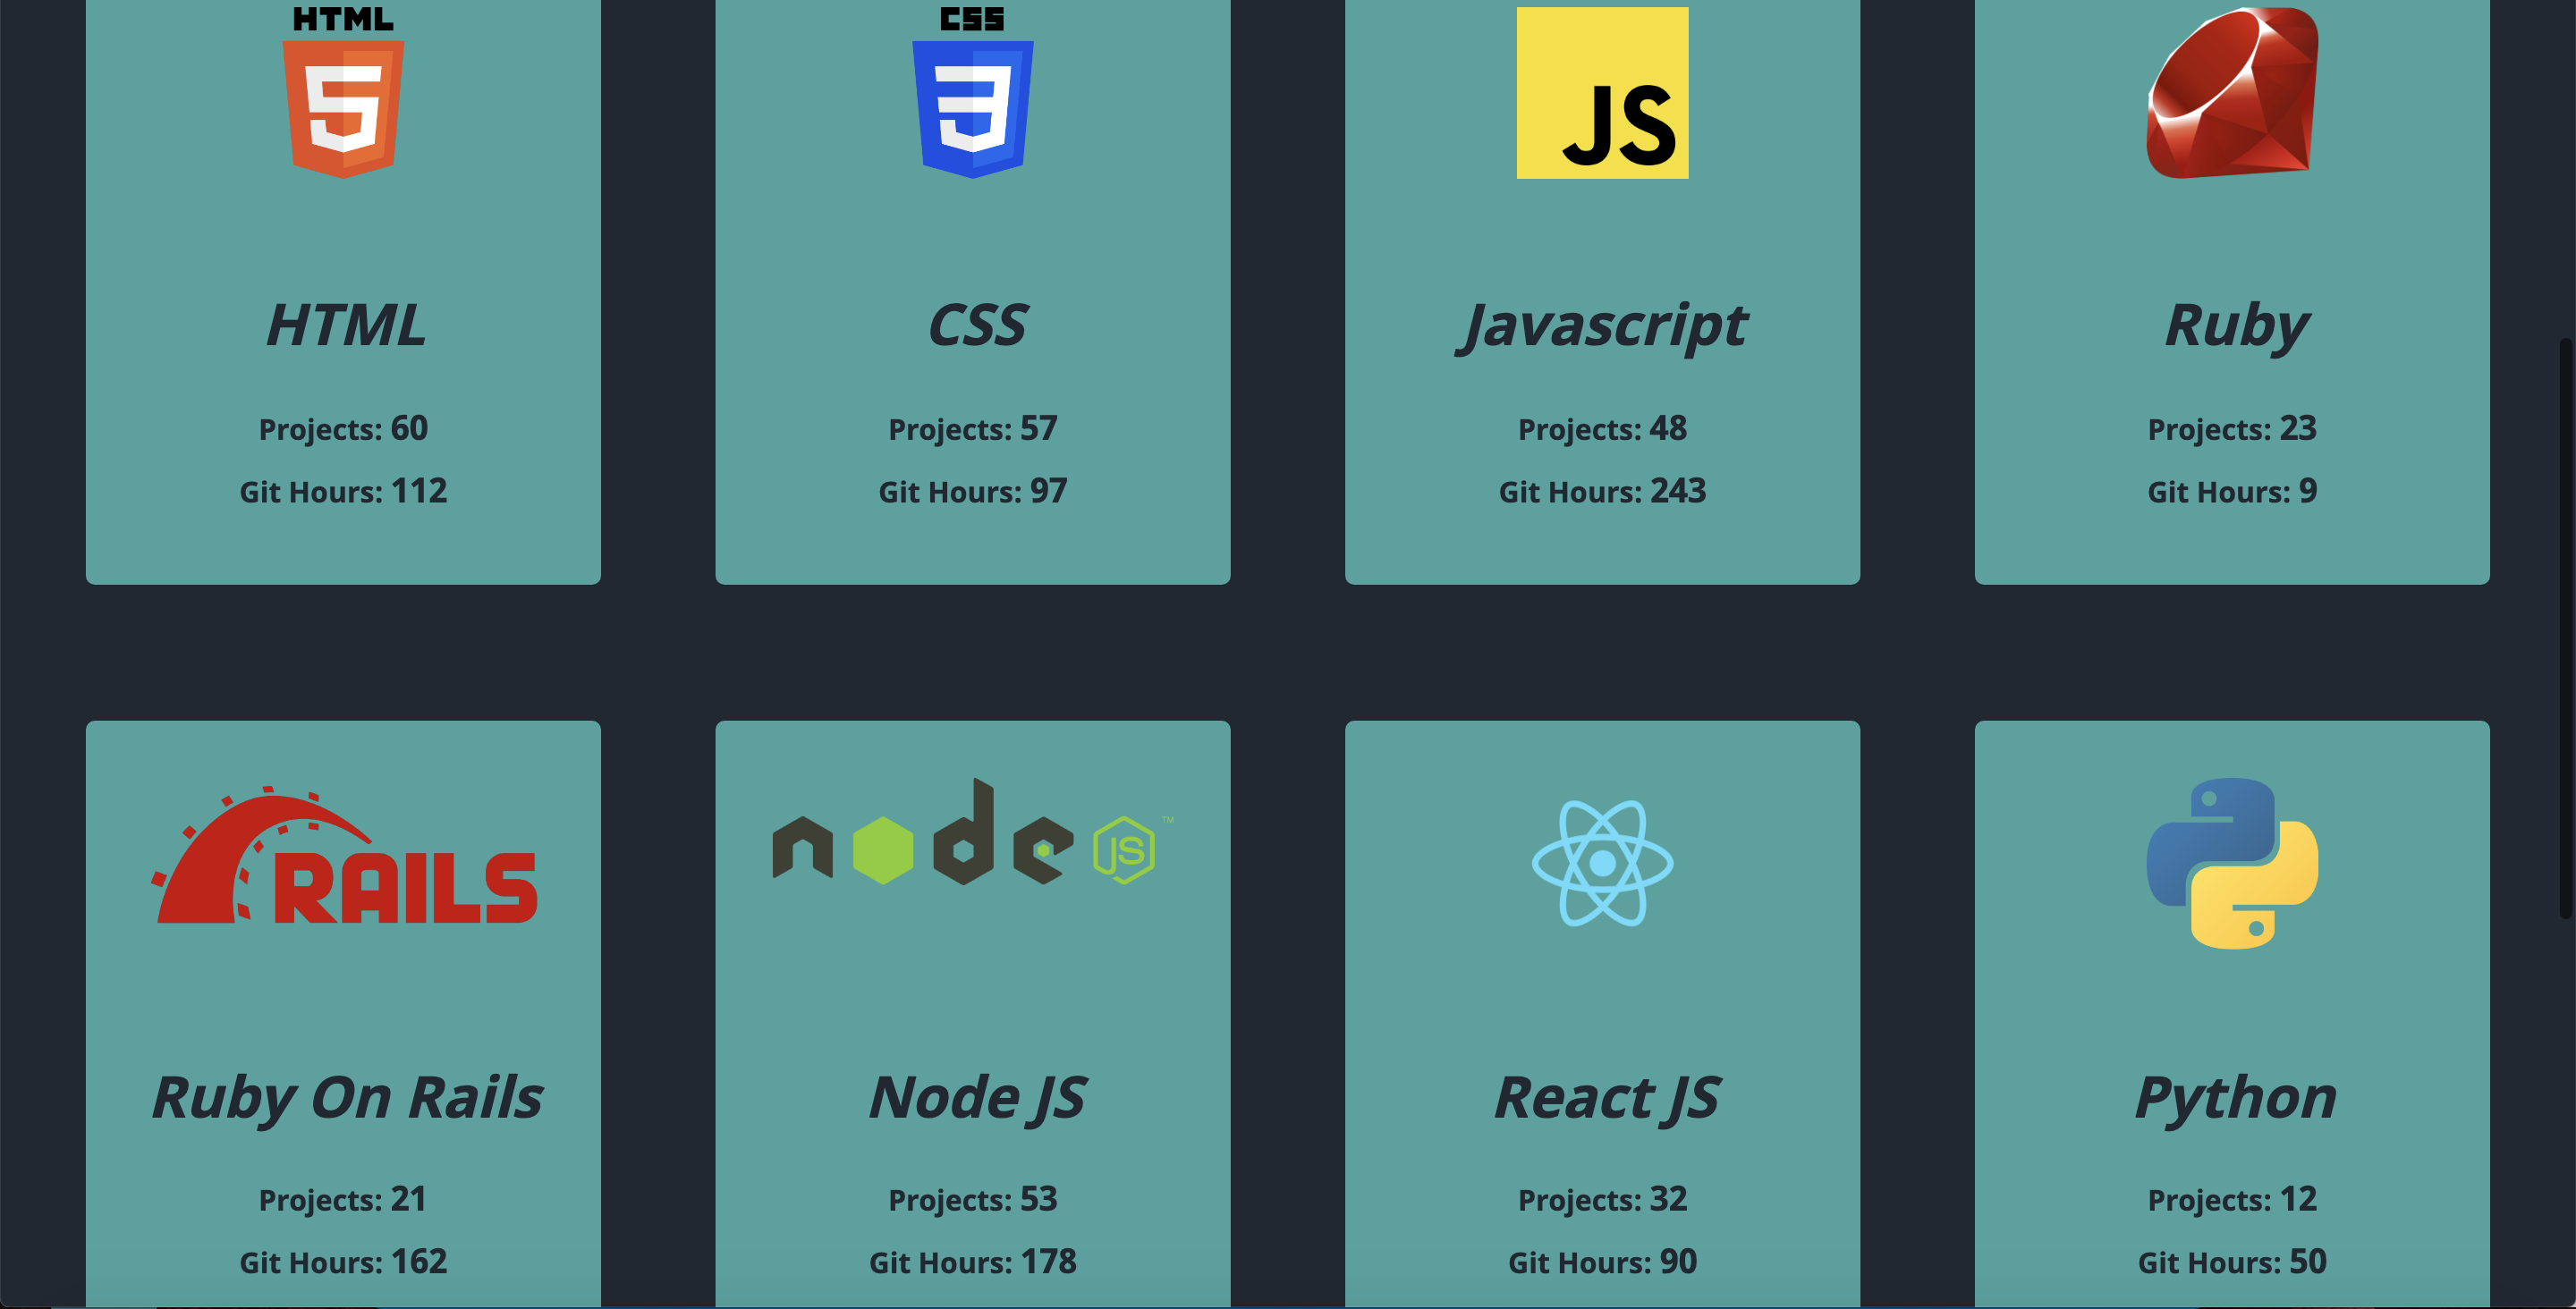 HTML
5
HTML
Projects: 60
Git Hours: 112
CSS
3
CSS
Projects: 57
Git Hours: 97
JS
Javascript
Projects: 48
Git Hours: 243
Ruby
Projects: 23
Git Hours: 9
RAILS
Ruby On Rails
Projects: 21
Git Hours: 162
node JS ™
Node JS
Projects: 53
Git Hours: 178
React JS
Projects: 32
Git Hours: 90
Python
Projects: 12
Git Hours: 50